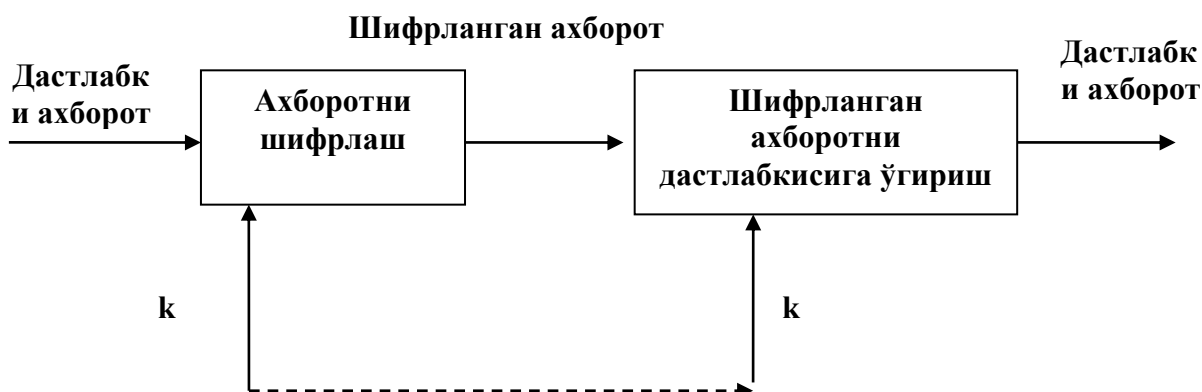 Шифрланган ахборот
Дастлабк
и ахборот
Ахборотни
шифрлаш
Шифрланган
ахборотни
дастлабкисига ўгириш
Дастлабк
и ахборот
k
k